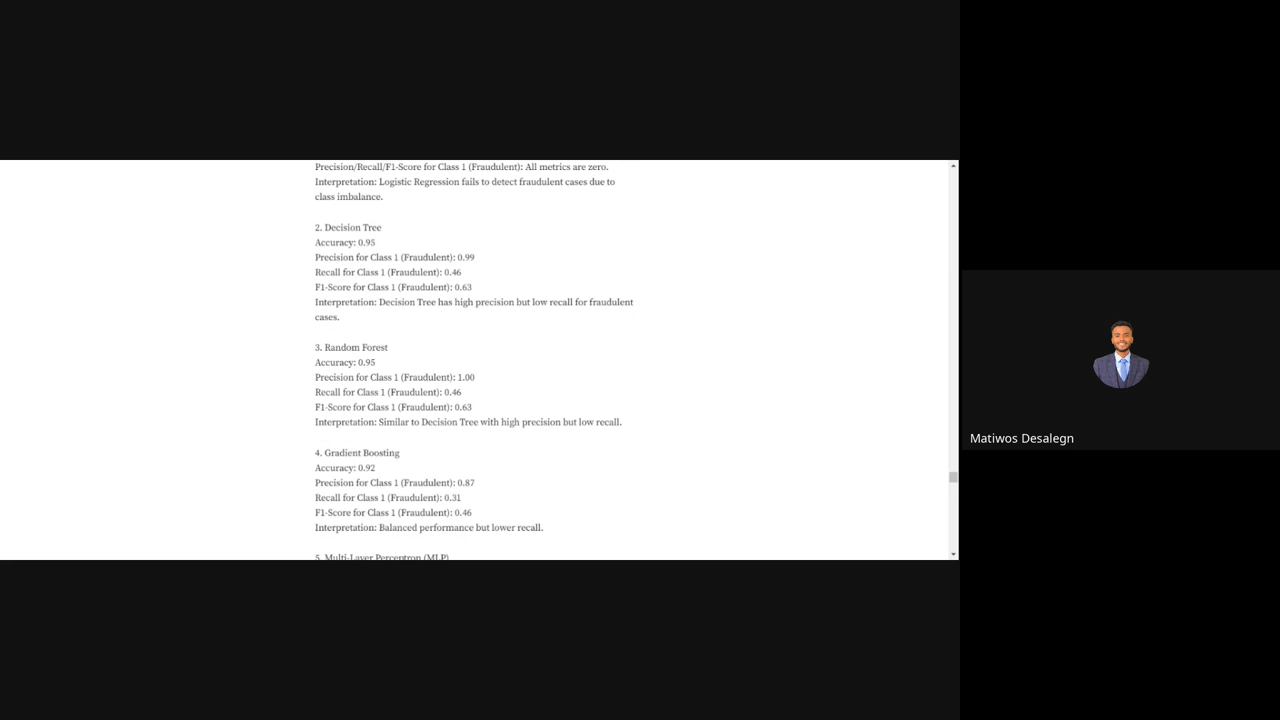 Precision/Recall/F1-Score for Class 1 (Fraudulent): All metrics are zero.
Interpretation: Logistic Regression fails to detect fraudulent cases due to
class imbalance.
2. Decision Tree
Accuracy: 0.95
Precision for Class 1 (Fraudulent): 0.99
Recall for Class 1 (Fraudulent): 0.46
F1-Score for Class 1 (Fraudulent): 0.63
Interpretation: Decision Tree has high precision but low recall for fraudulent
cases.
3. Random Forest
Accuracy: 0.95
Precision for Class 1 (Fraudulent): 1.00
Recall for Class 1 (Fraudulent): 0.46
F1-Score for Class 1 (Fraudulent): 0.63
Interpretation: Similar to Decision Tree with high precision but low recall.
4. Gradient Boosting
Accuracy: 0.92
Precision for Class 1 (Fraudulent): 0.87
Recall for Class 1 (Fraudulent): 0.31
F1-Score for Class 1 (Fraudulent): 0.46
Interpretation: Balanced performance but lower recall.
5. Multi-Layer Perceptron (MLP)
Matiwos Desalegn